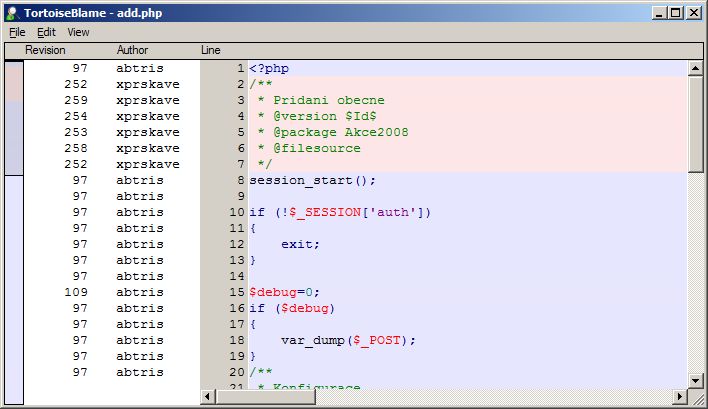 TortoiseBlame - add.php
File Edit View
Revision Author Line
97 abtris 1 <?php
252 xprskave 2 /**
259 xprskave 3 * Pridani obecne
254 xprskave 4 * @version $Id$
253 xprskave 5 * @package Akce2008
258 xprskave 6 * @filesource
252 xprskave 7 */
97 abtris 8 session_start();
97 abtris 9
97 abtris 10 if (!$_SESSION['auth'])
97 abtris 11 {
97 abtris 12 exit;
97 abtris 13 }
97 abtris 14
109 abtris 15 $debug=0;
97 abtris 16 if ($debug)
97 abtris 17 {
97 abtris 18 var_dump($_POST);
97 abtris 19 }
97 abtris 20 /**
21 * Konfigurace